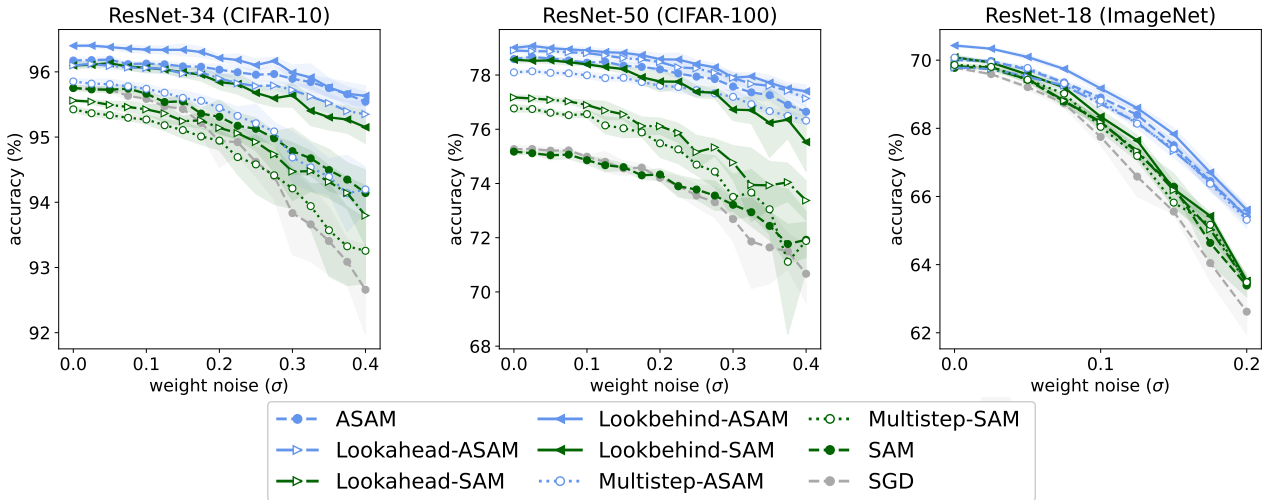 ResNet-34 (CIFAR-10)
96
95
94
93
92
0.0 0.1 0.2 0.3 0.4
accuracy (%)
weight noise (σ)
ResNet-50 (CIFAR-100)
78
76
74
72
70
68
0.0 0.1 0.2 0.3 0.4
accuracy (%)
weight noise (σ)
ResNet-18 (ImageNet)
70
68
66
64
62
0.0 0.1 0.2
accuracy (%)
weight noise (σ)
ASAM
Lookahead-ASAM
Lookahead-SAM
Lookbehind-ASAM
Lookbehind-SAM
Multistep-ASAM
Multistep-SAM
SAM
SGD